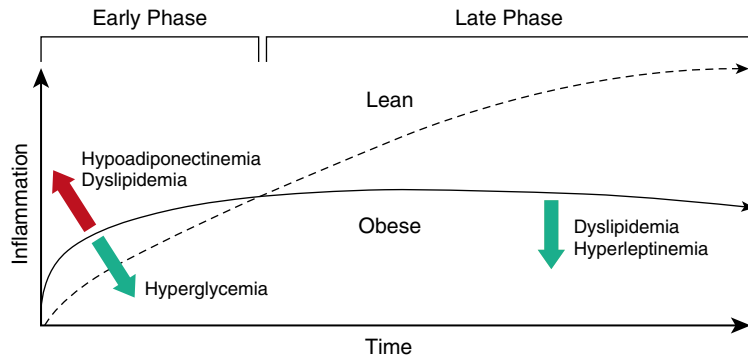 Early Phase
Late Phase
Lean
Hypoadiponectinemia
Dyslipidemia
Inflammation
Obese
Dyslipidemia
Hyperleptinemia
Hyperglycemia
Time